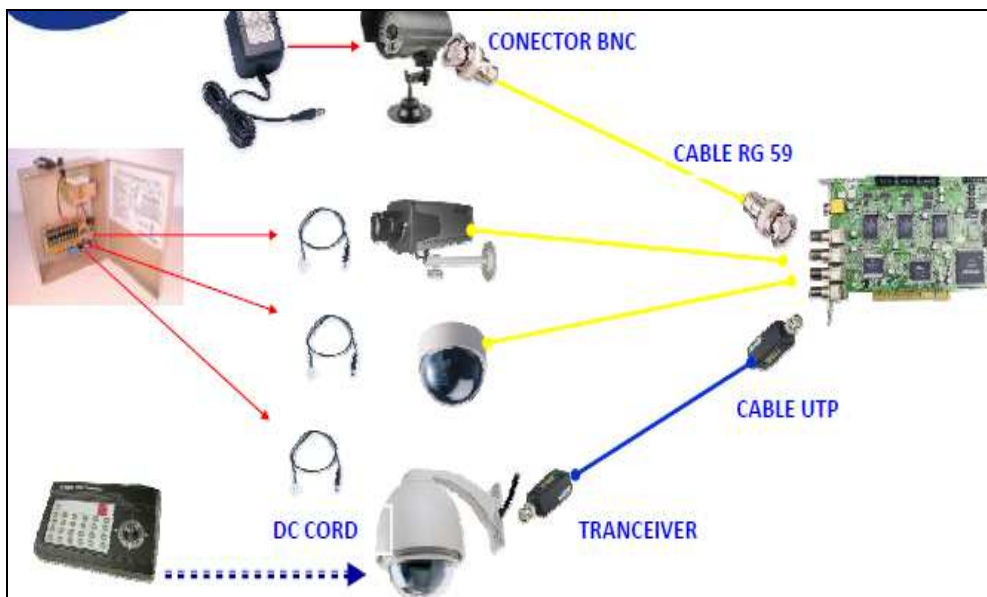 CONECTOR BNC
CABLE RG 59
CABLE UTP
DC CORD
TRANCEIVER